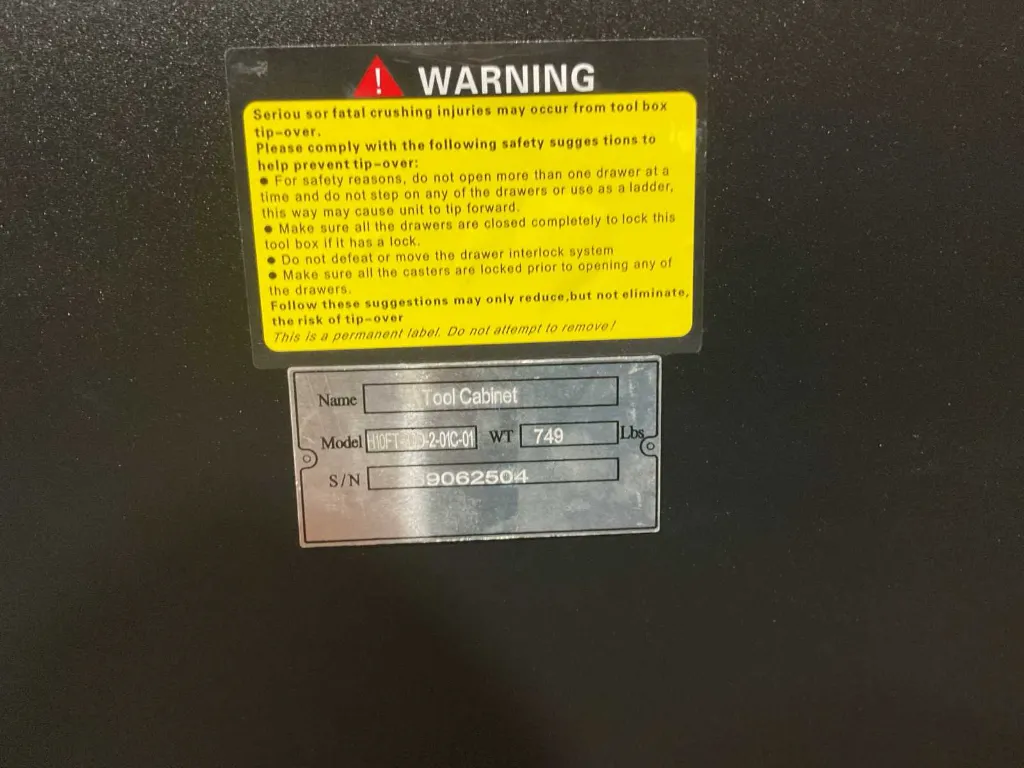 ! WARNING
Seriou sor fatal crushing injuries may occur from tool box
tip-over.
Please comply with the following safety sugges tions to
help prevent tip-over:
● For safety reasons, do not open more than one drawer at a
time and do not step on any of the drawers or use as a ladder,
this way may cause unit to tip forward.
● Make sure all the drawers are closed completely to lock this
tool box if it has a lock.
● Do not defeat or move the drawer interlock system
● Make sure all the casters are locked prior to opening any of
the drawers.
Follow these suggestions may only reduce,but not eliminate,
the risk of tip-over
This is a permanent label. Do not attempt to remove!
Name Tool Cabinet
Model WT 749 Lbs
S/N